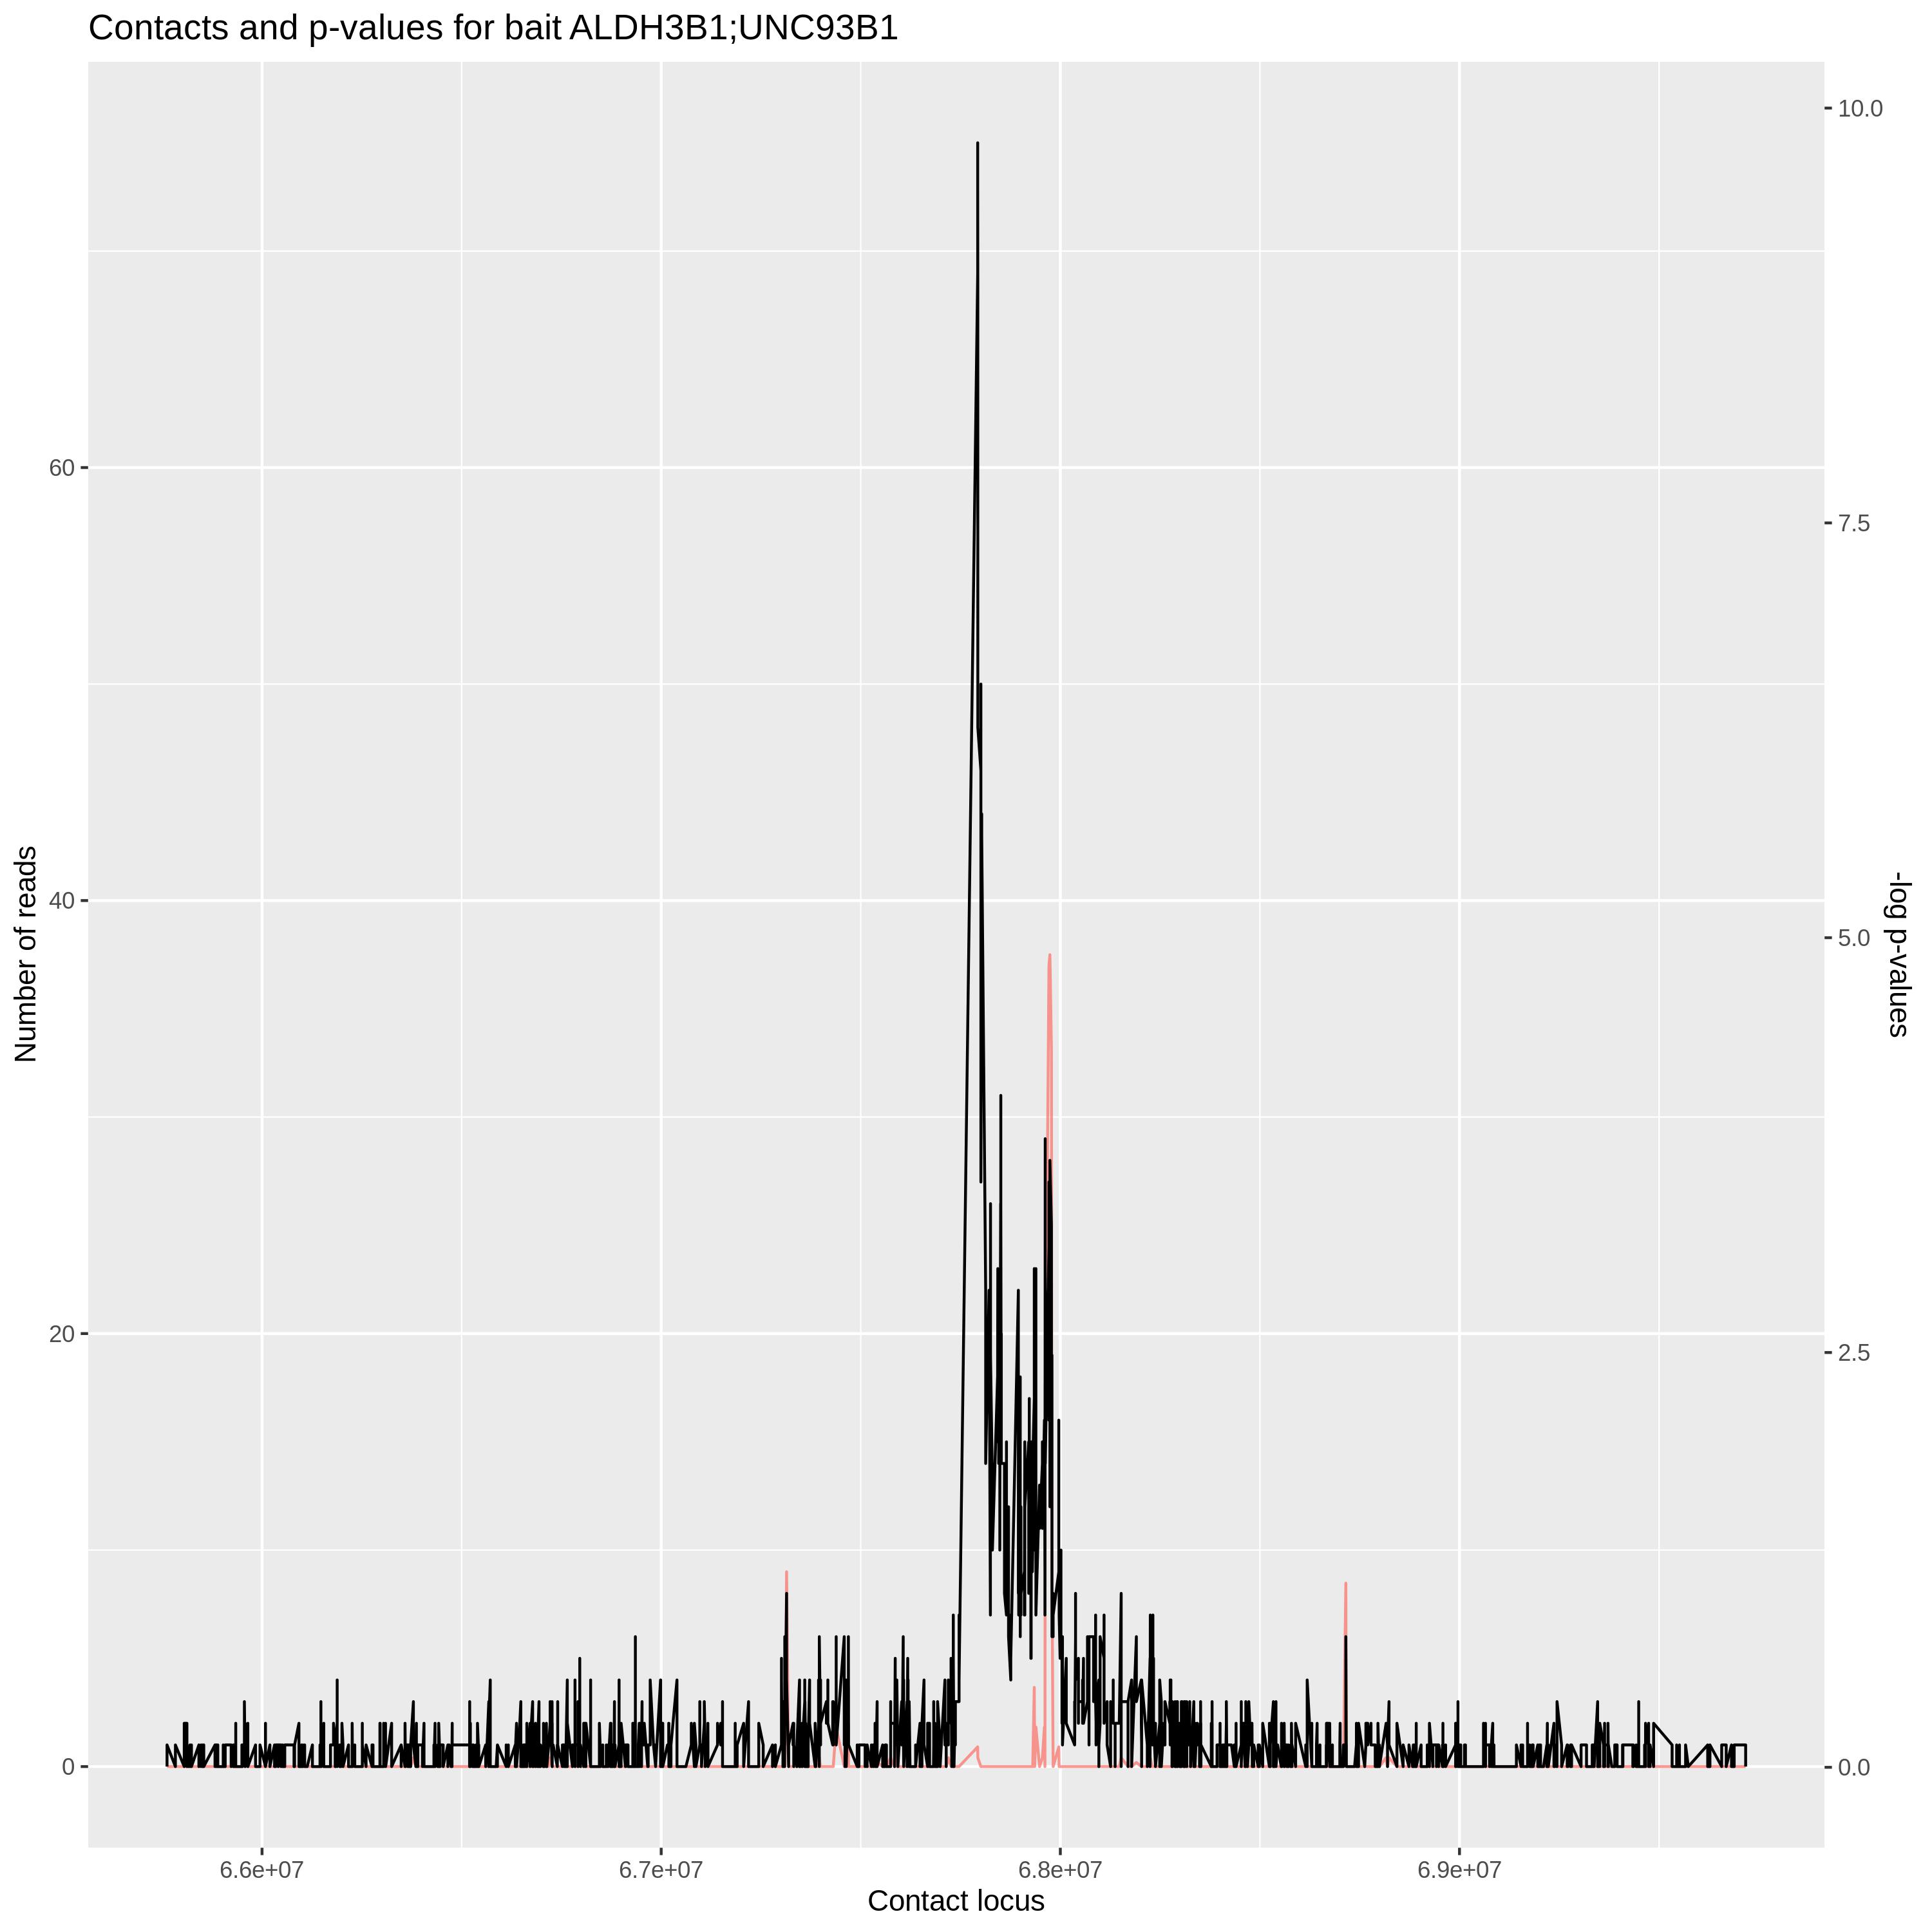 Contacts and p-values for bait ALDH3B1;UNC93B1
10.0
7.5
5.0
2.5
0.0
-log p-values
60
40
20
0
Number of reads
6.6e+07
6.7e+07
6.8e+07
6.9e+07
Contact locus